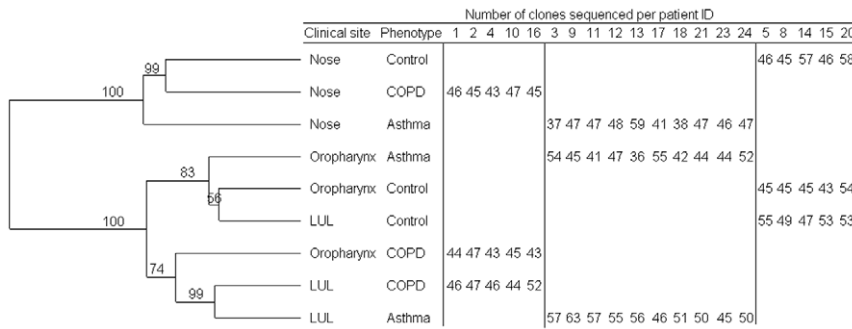 Number of clones sequenced per patient ID
Clinical site Phenotype 1 2 4 10 16 3 9 11 12 13 17 18 21 23 24 5 8 14 15 20
99 Nose Control 46 45 57 46 58
100 Nose COPD 46 45 43 47 45
Nose Asthma 37 47 47 48 59 41 38 47 46 47
Oropharynx Asthma 54 45 41 47 36 55 42 44 44 52
83
56 Oropharynx Control 45 45 45 43 54
100 LUL Control 55 49 47 53 53
Oropharynx COPD 44 47 43 45 43
74
LUL COPD 46 47 46 44 52
99
LUL Asthma 57 63 57 55 56 46 51 50 45 50